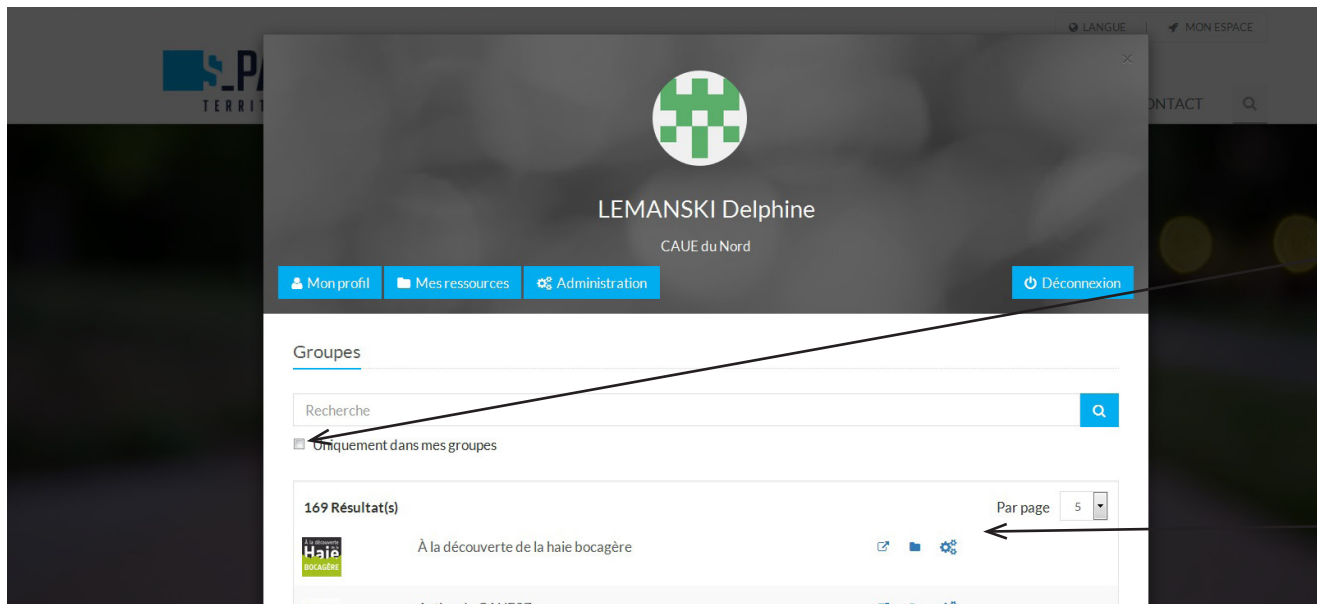 LANGUE | MON ESPACE
S_PA
TERRIT
ONTACT
×
LEMANSKI Delphine
CAUE du Nord
Mon profil Mes ressources Administration Déconnexion
Groupes
Recherche
Uniquement dans mes groupes
169 Résultat(s) Par page 5
À la découverte
Haie
BOCAGÈRE
À la découverte de la haie bocagère